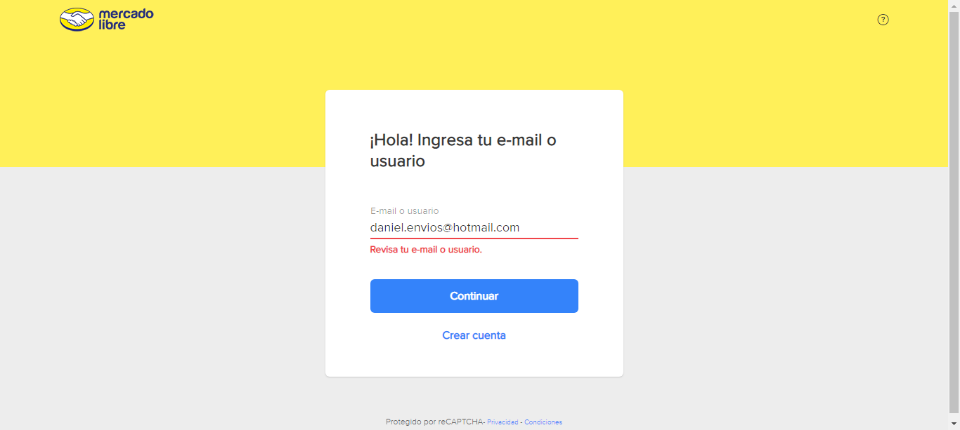 mercado
libre
?
¡Hola! Ingresa tu e-mail o
usuario
E-mail o usuario
daniel.envios@hotmail.com
Revisa tu e-mail o usuario.
Continuar
Crear cuenta
Protegido por reCAPTCHA- Privacidad - Condiciones